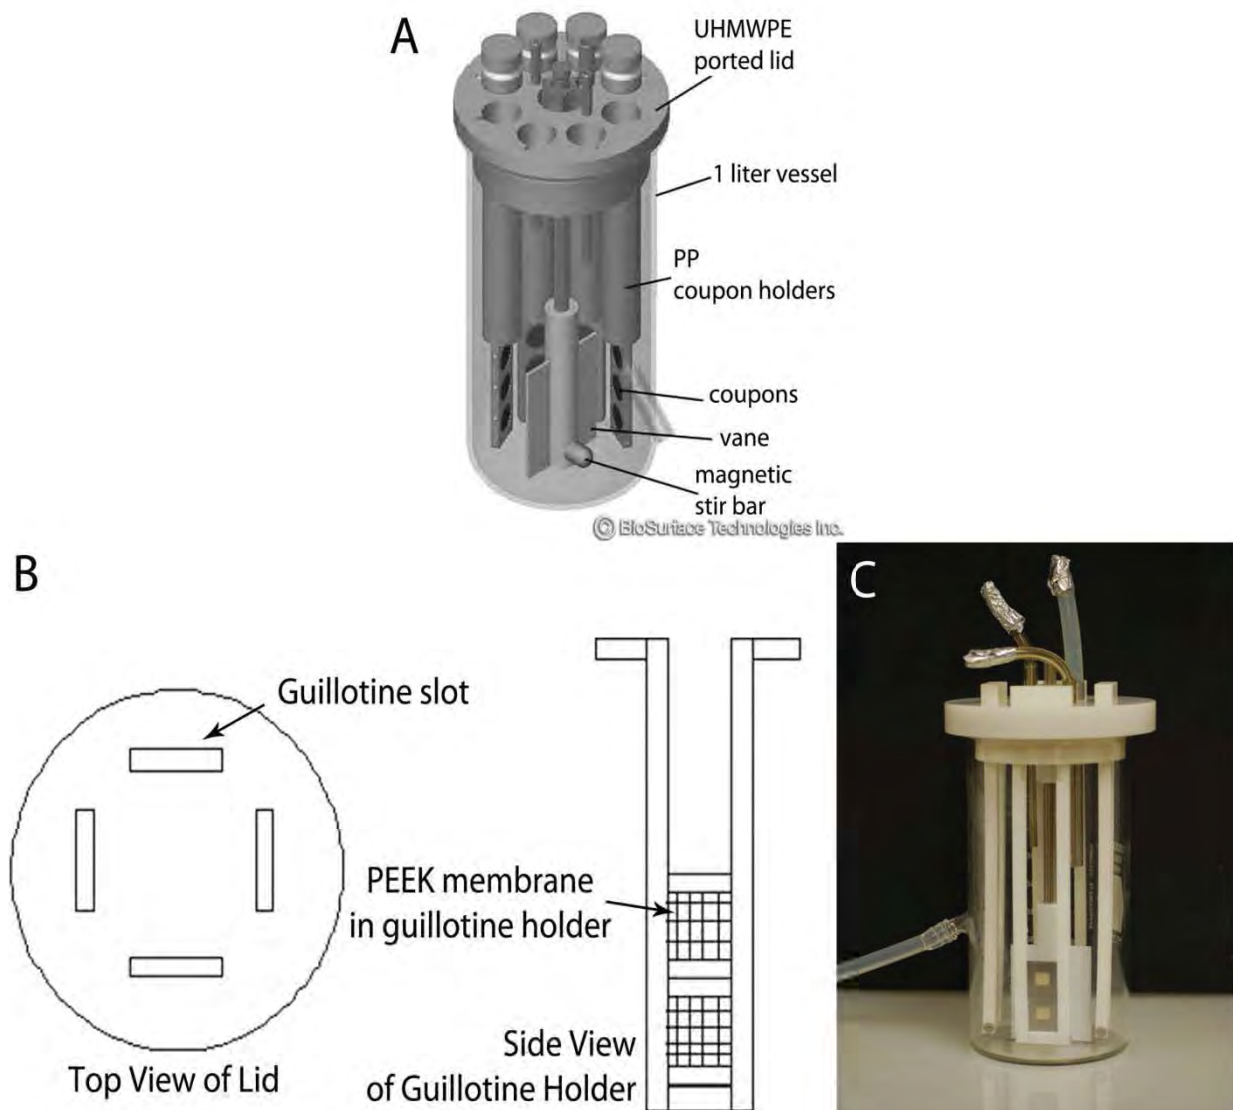 A
UHMWPE
ported lid
1 liter vessel
PP
coupon holders
coupons
vane
magnetic
stir bar
© BioSurface Technologies Inc.
B
Guillotine slot
PEEK membrane
in guillotine holder
Top View of Lid
Side View
of Guillotine Holder
C